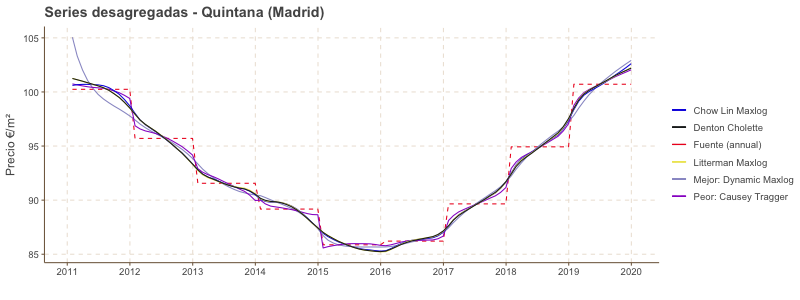 Series desagregadas - Quintana (Madrid)
Precio €/m²
105
100
95
90
85
2011 2012 2013 2014 2015 2016 2017 2018 2019 2020
Chow Lin Maxlog
Denton Cholette
Fuente (annual)
Litterman Maxlog
Mejor: Dynamic Maxlog
Peor: Causey Tragger